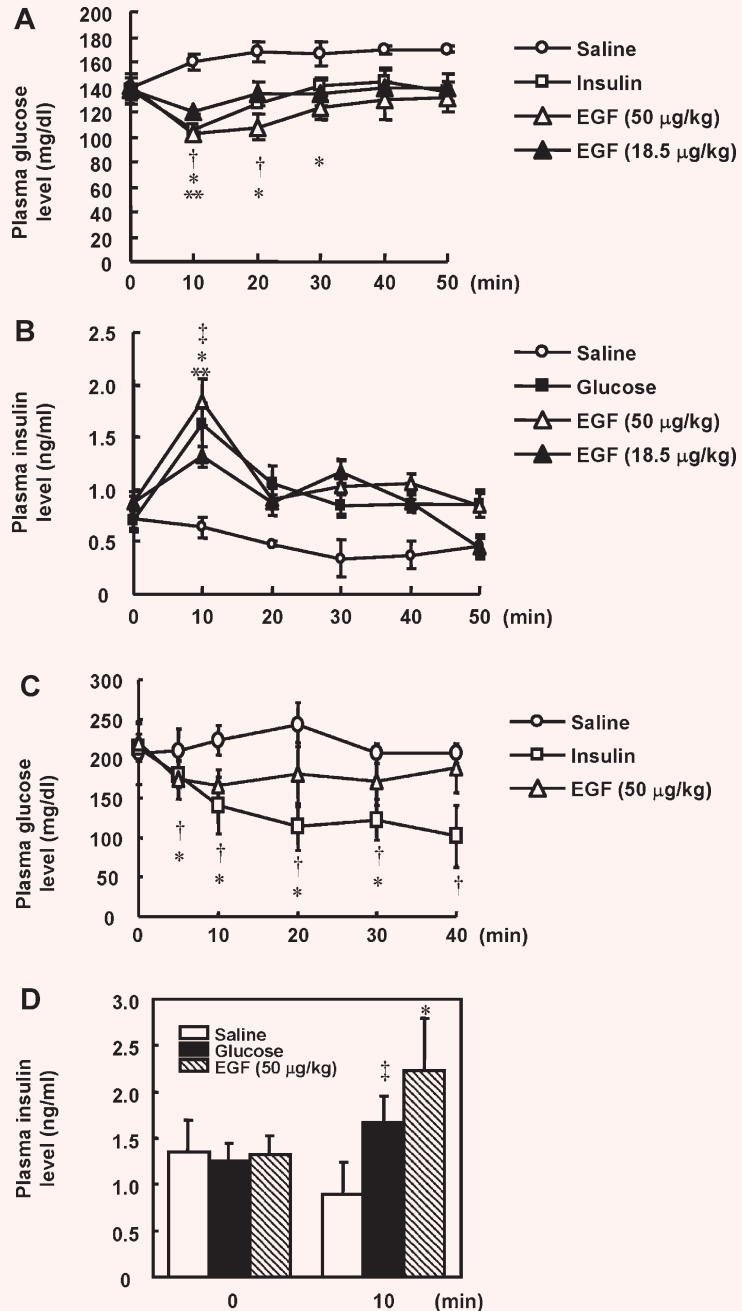 A
Plasma glucose
level (mg/dl)
200
180
160
140
120
100
80
60
40
20
0
†
*
**
†
*
*
0 10 20 30 40 50 (min)
Saline
Insulin
EGF (50 µg/kg)
EGF (18.5 µg/kg)
B
Plasma insulin
level (ng/ml)
2.5
2.0
1.5
1.0
0.5
0
‡
*
**
0 10 20 30 40 50 (min)
Saline
Glucose
EGF (50 µg/kg)
EGF (18.5 µg/kg)
C
Plasma glucose
level (mg/dl)
300
250
200
150
100
50
0
† † † † †
* * * *
0 10 20 30 40 (min)
Saline
Insulin
EGF (50 µg/kg)
D
Plasma insulin
level (ng/ml)
3.0
2.5
2.0
1.5
1.0
0.5
0
Saline
Glucose
EGF (50 µg/kg)
‡ *
0 10 (min)